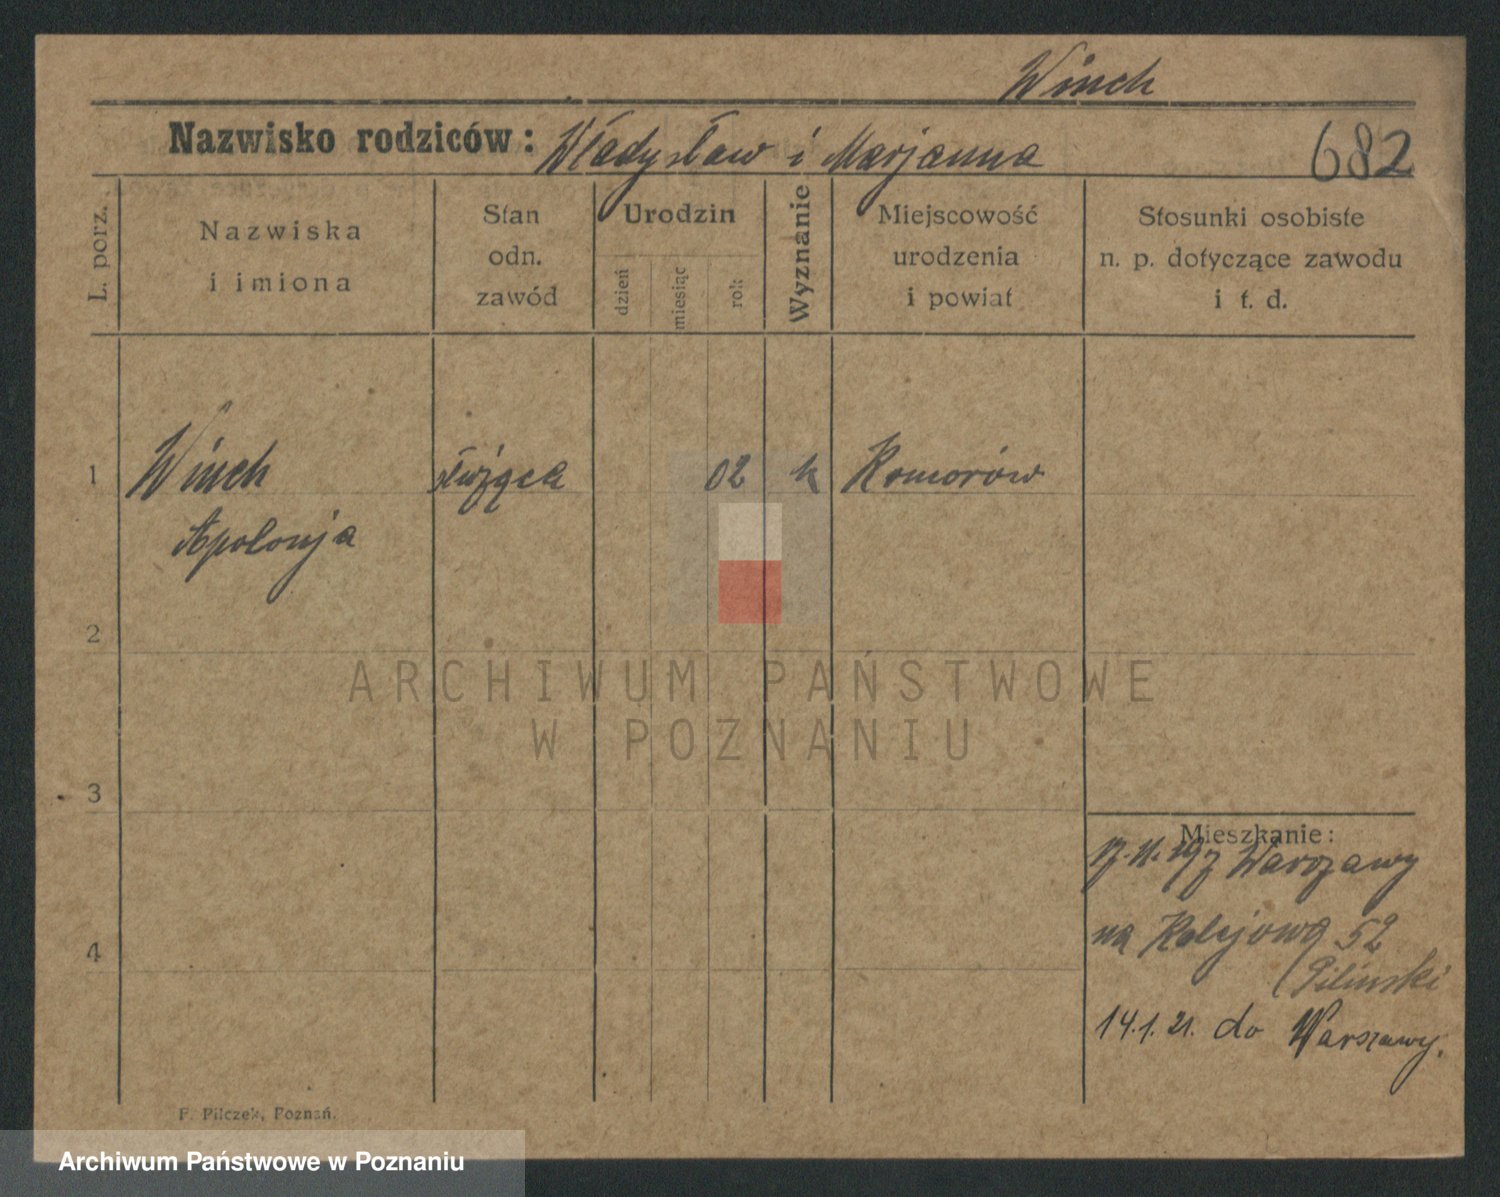 Winch
Nazwisko rodziców: Władysław i Marjanna
682
L. porz.
Nazwiska
i imiona
Stan
odn.
zawód
Urodzin
dzień
miesiąc
rok
Wyznanie
Miejscowość
urodzenia
i powiat
Stosunki osobiste
n. p. dotyczące zawodu
i t. d.
1
Winch
Apolonja
służąca
02
k
Komorów
2
ARCHIWUM PAŃSTWOWE
W POZNANIU
3
Mieszkanie:
17.11. z Warszawy
na Kolejową 52
(Pilinski
14.1.21. do Warszawy.
4
F. Pilczek, Poznań.
Archiwum Państwowe w Poznaniu